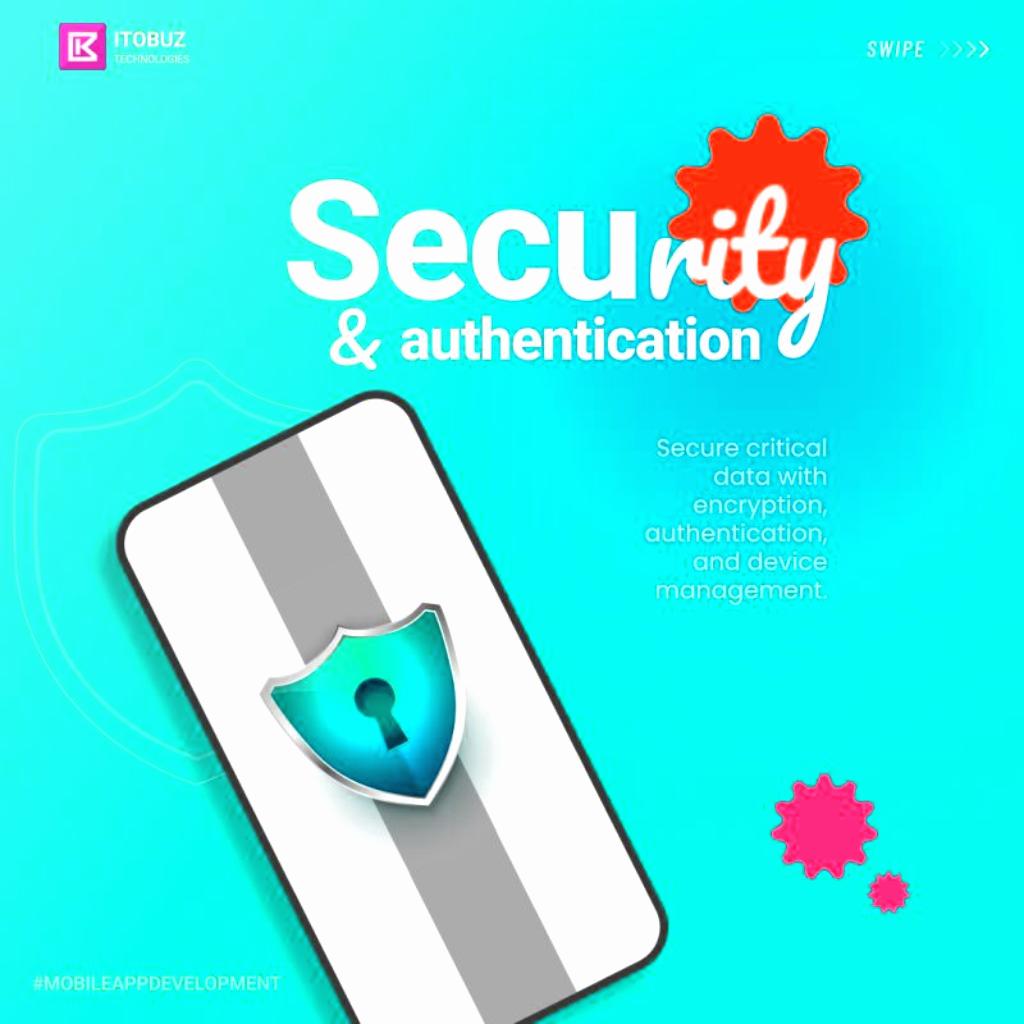 ITOBUZ
TECHNOLOGIES
SWIPE >>>>
Security
& authentication
Secure critical
data with
encryption,
authentication,
and device
management.
#MOBILEAPPDEVELOPMENT